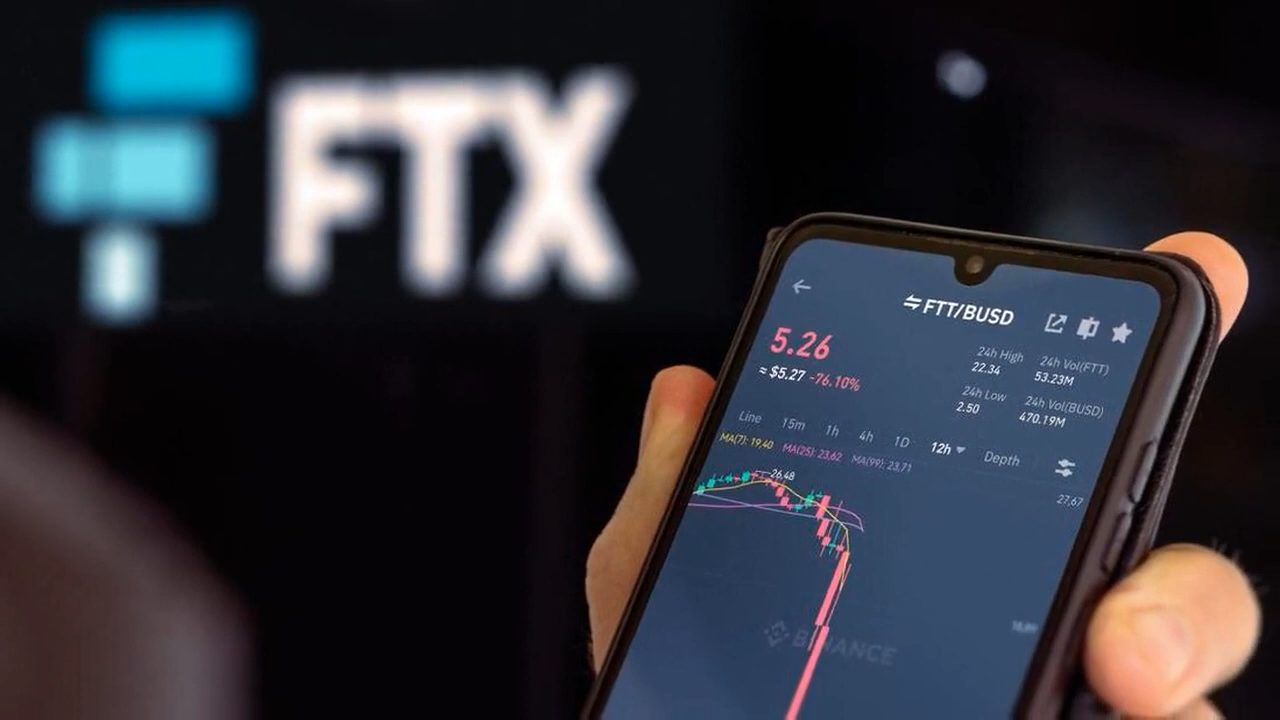 FTX
FTT/BUSD
5.26
≈ $5.27 -76.10%
24h High 24h Vol(FTT)
22.34 53.23M
24h Low 24h Vol(BUSD)
2.50 470.19M
Line 15m 1h 4h 1D 12h Depth
MA(7): 19,40 MA(25): 23,62 MA(99): 23,71
27,67
26,48
BINANCE